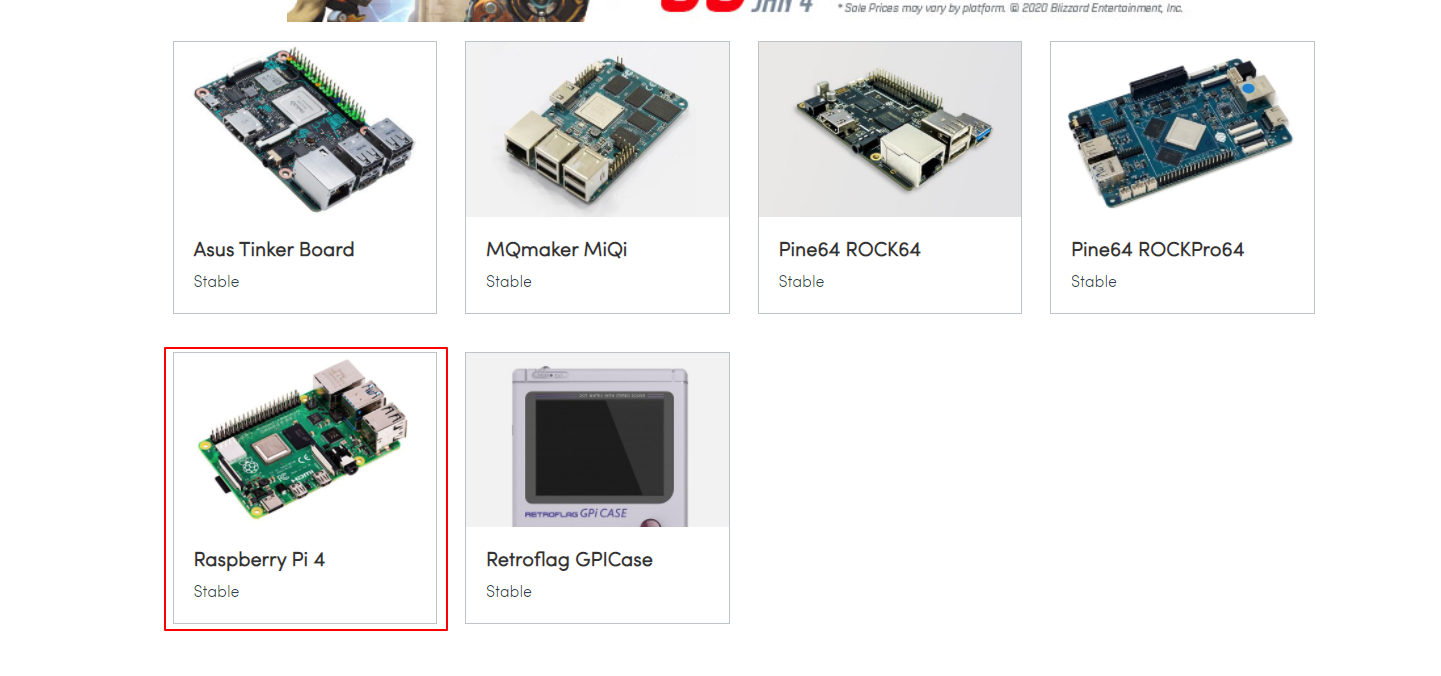 JAN 4
* Sale Prices may vary by platform. © 2020 Blizzard Entertainment, Inc.
Asus Tinker Board
Stable
MQmaker MiQi
Stable
Pine64 ROCK64
Stable
Pine64 ROCKPro64
Stable
HDMI
RETROFLAG GPi CASE
Raspberry Pi 4
Stable
Retroflag GPICase
Stable